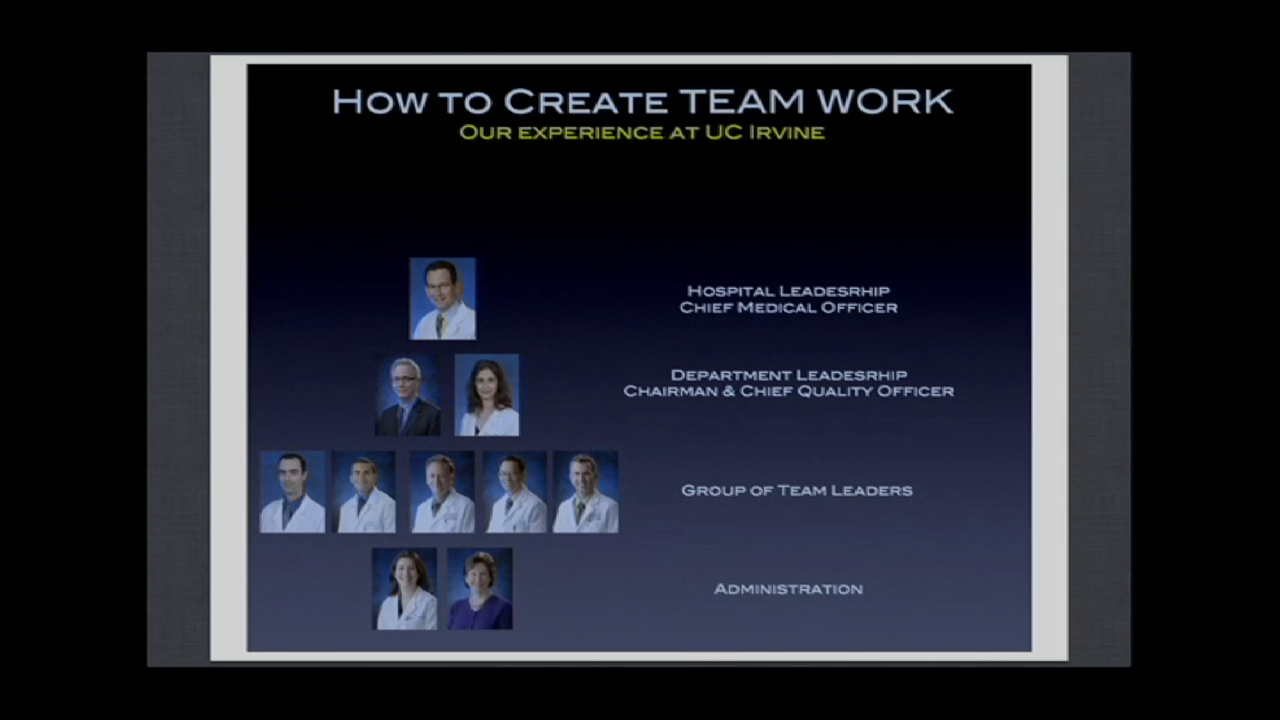 How to Create TEAM WORK
Our experience at UC Irvine
Hospital Leadesrhip
Chief Medical Officer
Department Leadesrhip
Chairman & Chief Quality Officer
Group of Team Leaders
Administration